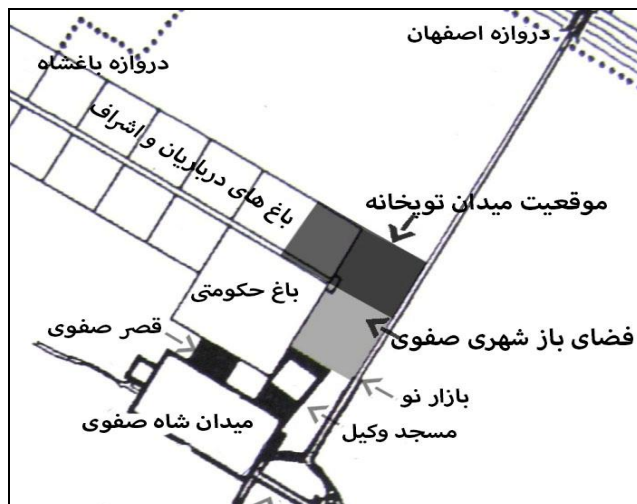 دروازه اصفهان
دروازه باغشاه
باغ های درباریان و اشراف
موقعیت میدان توپخانه
باغ حکومتی
قصر صفوی
فضای باز شهری صفوی
بازار نو
میدان شاه صفوی
مسجد وکیل